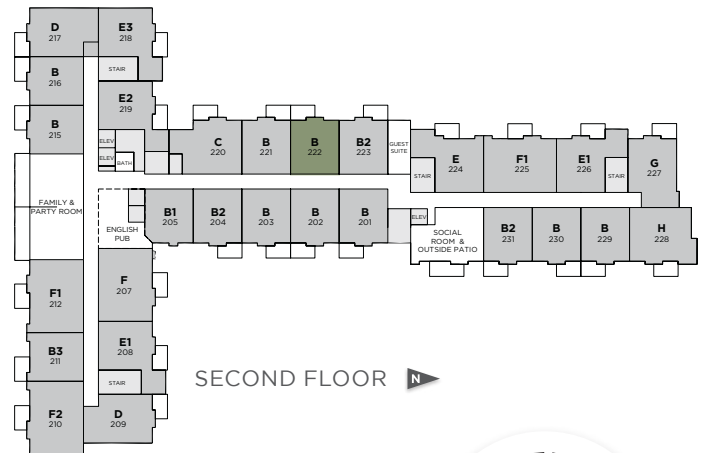 D
217
E3
218
STAIR
B
216
E2
219
B
215
ELEV
ELEV
BATH
C
220
B
221
B
222
B2
223
GUEST
SUITE
E
224
F1
225
E1
226
STAIR
STAIR
G
227
FAMILY &
PARTY ROOM
ENGLISH
PUB
B1
205
B2
204
B
203
B
202
B
201
ELEV
SOCIAL
ROOM &
OUTSIDE PATIO
B2
231
B
230
B
229
H
228
F
207
F1
212
E1
208
B3
211
STAIR
F2
210
D
209
SECOND FLOOR
N